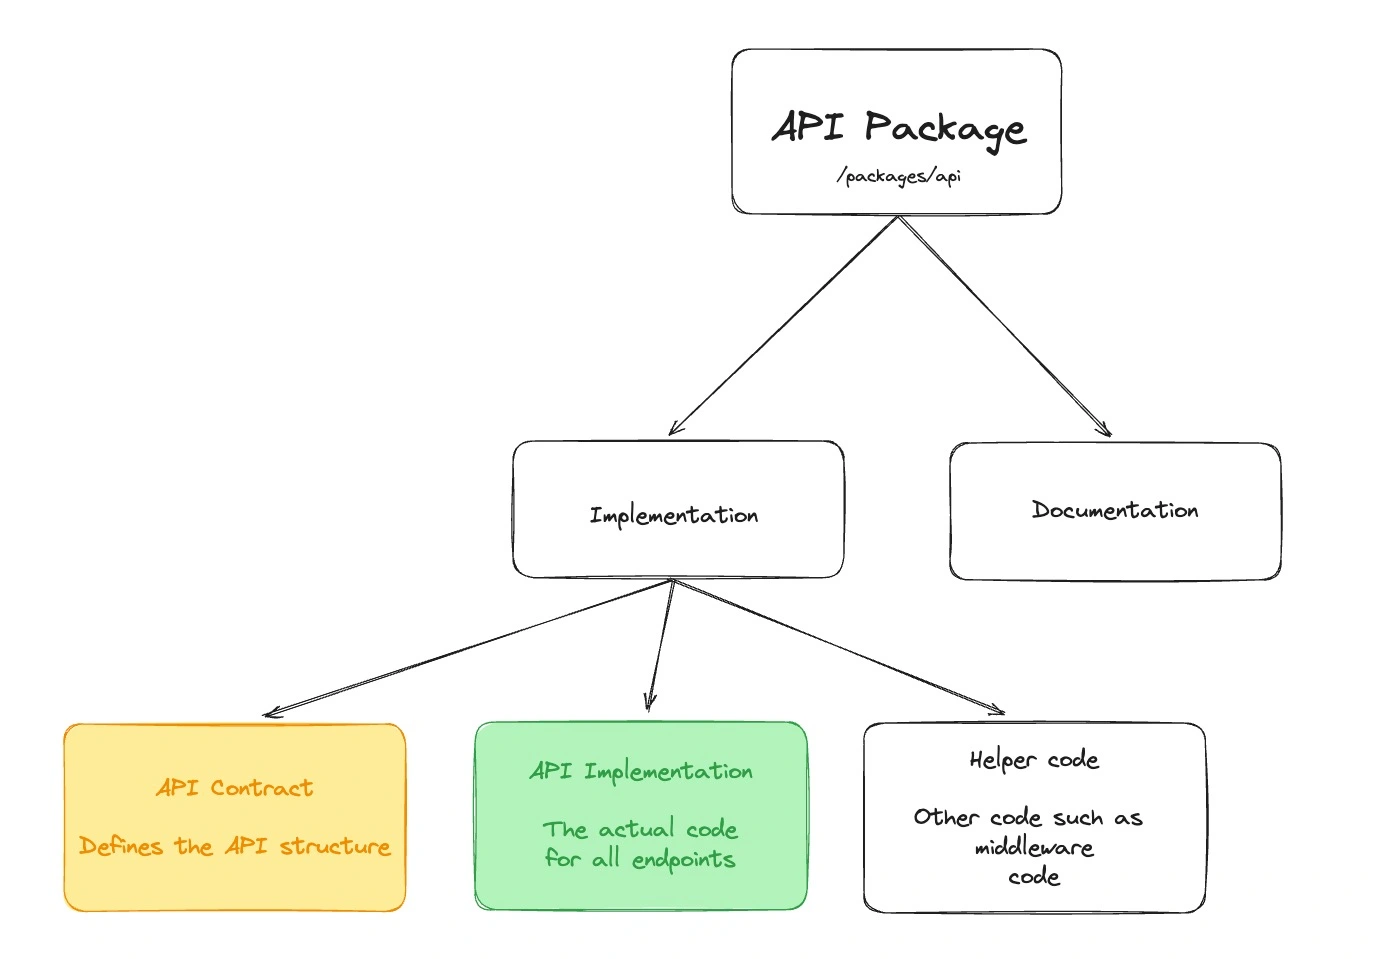 API Package
/packages/api
Implementation
Documentation
API Contract
Defines the API structure
API Implementation
The actual code
for all endpoints
Helper code
Other code such as
middleware
code